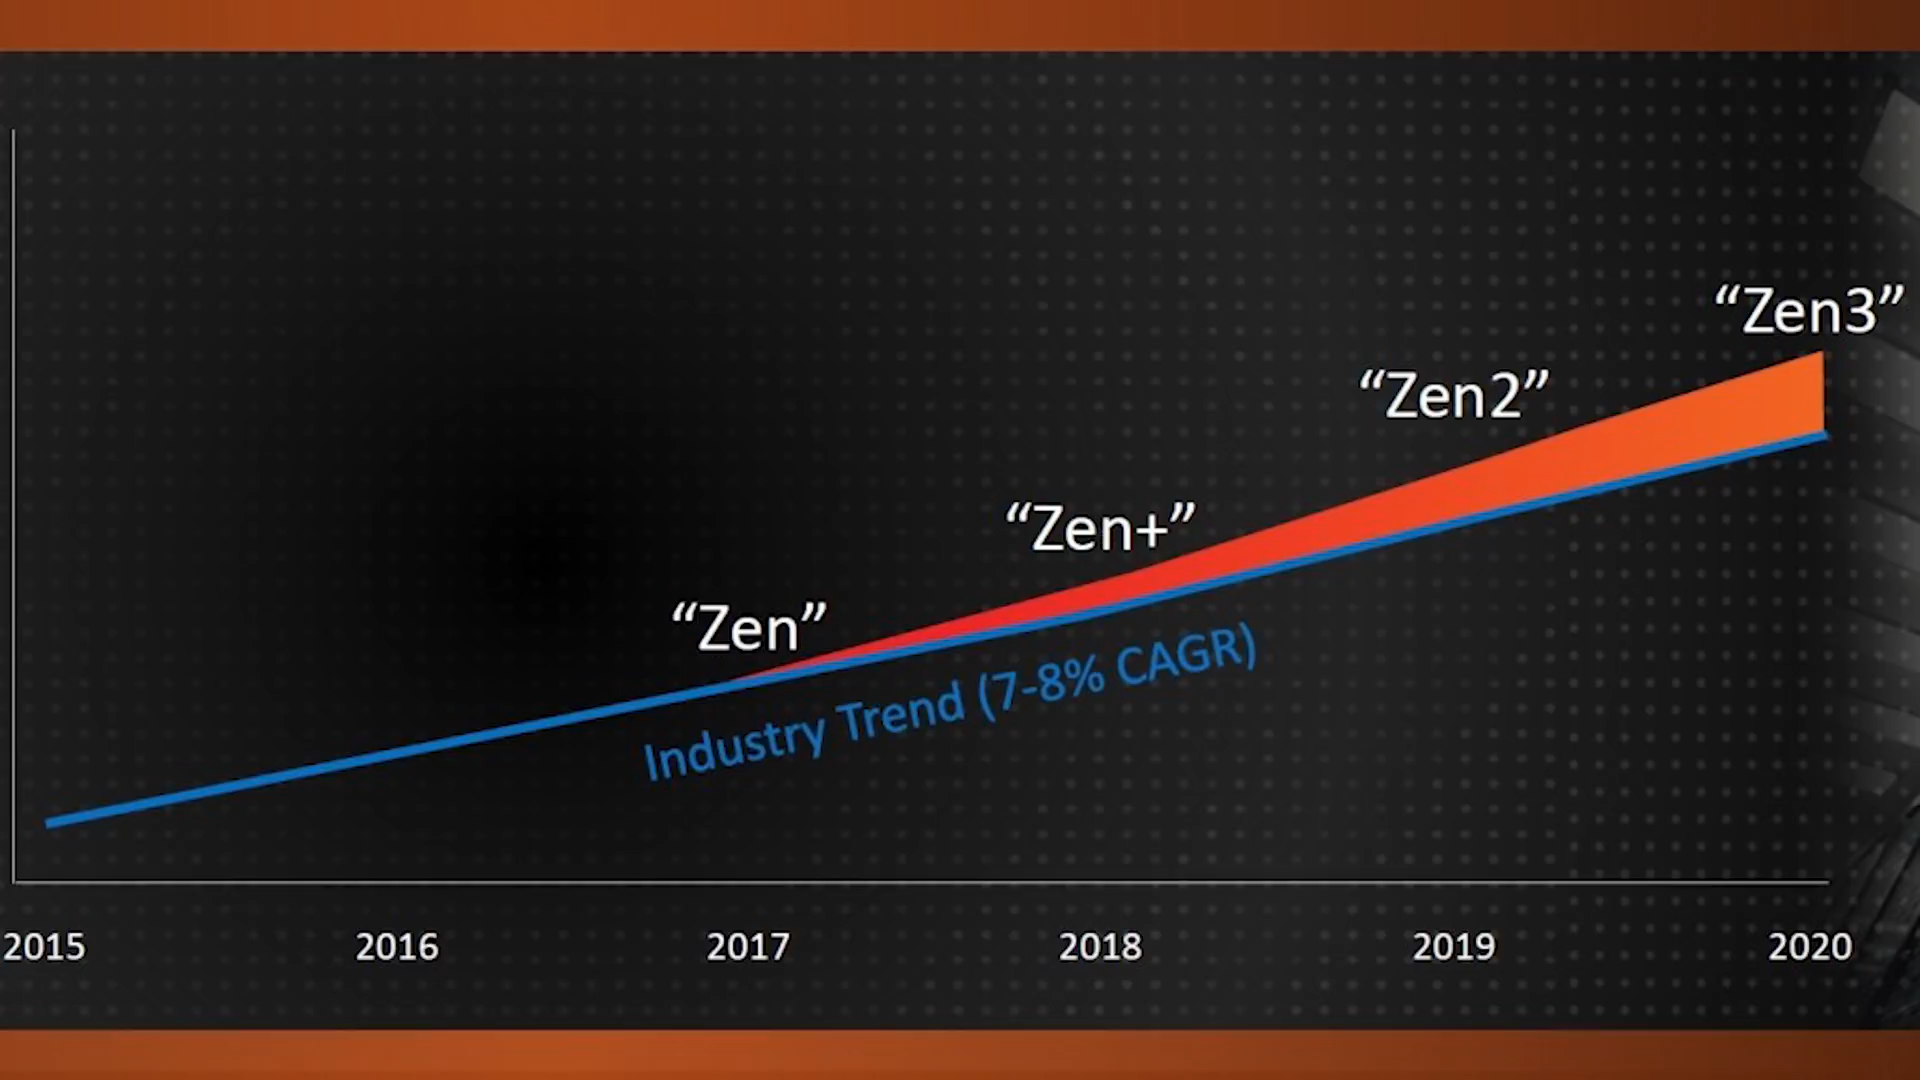 “Zen3”
“Zen2”
“Zen+”
“Zen”
Industry Trend (7-8% CAGR)
2015 2016 2017 2018 2019 2020